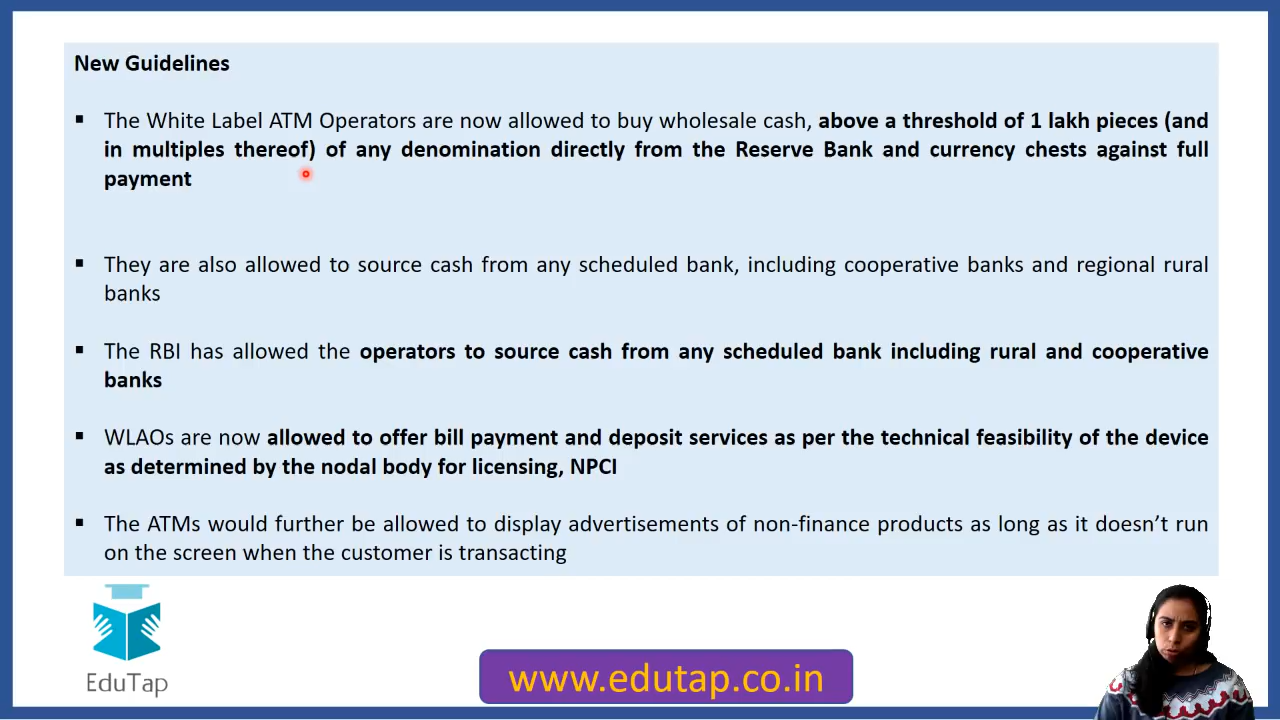 New Guidelines
▪ The White Label ATM Operators are now allowed to buy wholesale cash, above a threshold of 1 lakh pieces (and
in multiples thereof) of any denomination directly from the Reserve Bank and currency chests against full
payment
▪ They are also allowed to source cash from any scheduled bank, including cooperative banks and regional rural
banks
▪ The RBI has allowed the operators to source cash from any scheduled bank including rural and cooperative
banks
▪ WLAOs are now allowed to offer bill payment and deposit services as per the technical feasibility of the device
as determined by the nodal body for licensing, NPCI
▪ The ATMs would further be allowed to display advertisements of non-finance products as long as it doesn’t run
on the screen when the customer is transacting
EduTap
www.edutap.co.in